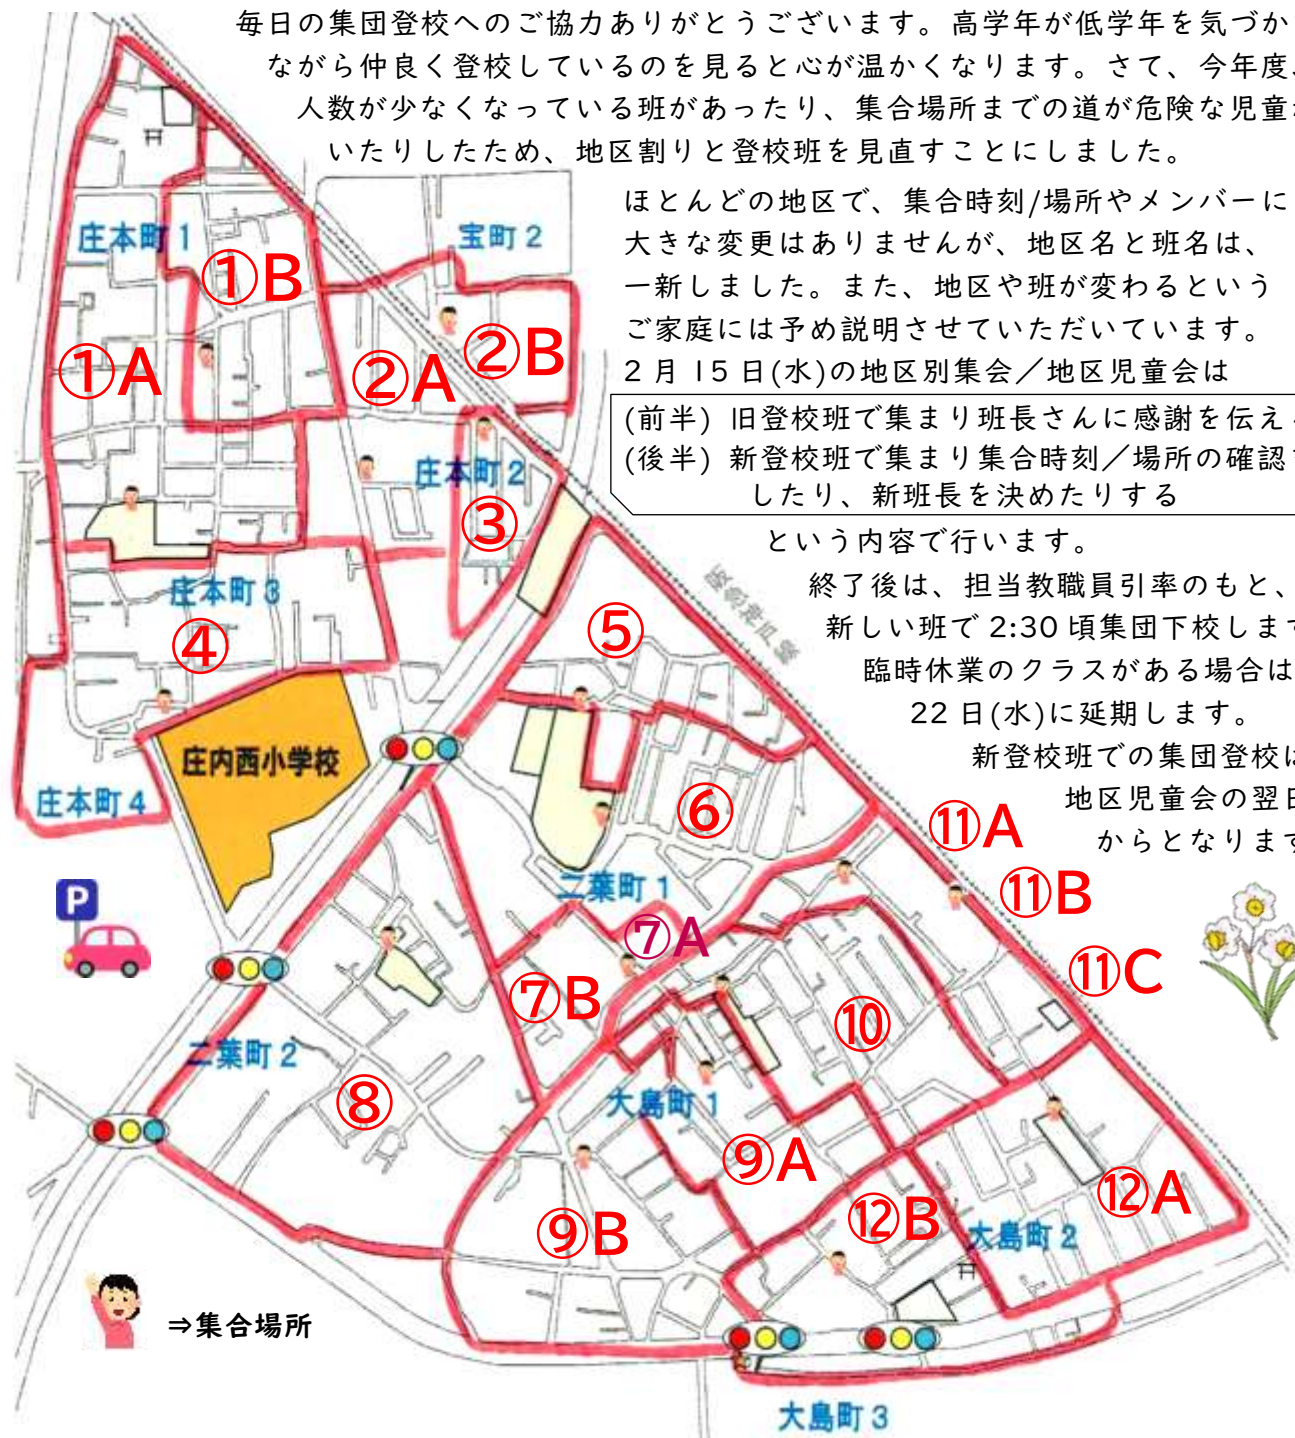 毎日の集団登校へのご協力ありがとうございます。高学年が低学年を気づか
ながら仲良く登校しているのを見ると心が温かくなります。さて、今年度、
人数が少なくなっている班があったり、集合場所までの道が危険な児童が
いたりしたため、地区割りと登校班を見直すことにしました。
ほとんどの地区で、集合時刻/場所やメンバーに
大きな変更はありませんが、地区名と班名は、
一新しました。また、地区や班が変わるという
ご家庭には予め説明させていただいています。
2月15日(水)の地区別集会／地区児童会は
(前半) 旧登校班で集まり班長さんに感謝を伝える
(後半) 新登校班で集まり集合時刻／場所の確認
したり、新班長を決めたりする
という内容で行います。
終了後は、担当教職員引率のもと、
新しい班で2:30頃集団下校します
臨時休業のクラスがある場合は
22日(水)に延期します。
新登校班での集団登校は
地区児童会の翌日
からとなります
庄本町1
宝町2
①B
①A
②A
②B
庄本町2
③
阪急神戸線
庄本町3
④
⑤
庄内西小学校
庄本町4
⑥
⑪A
二葉町1
⑪B
P
⑦A
⑪C
⑦B
⑩
二葉町2
⑧
大島町1
⑨A
⑫A
⑫B
⑨B
大島町2
⇒集合場所
大島町3